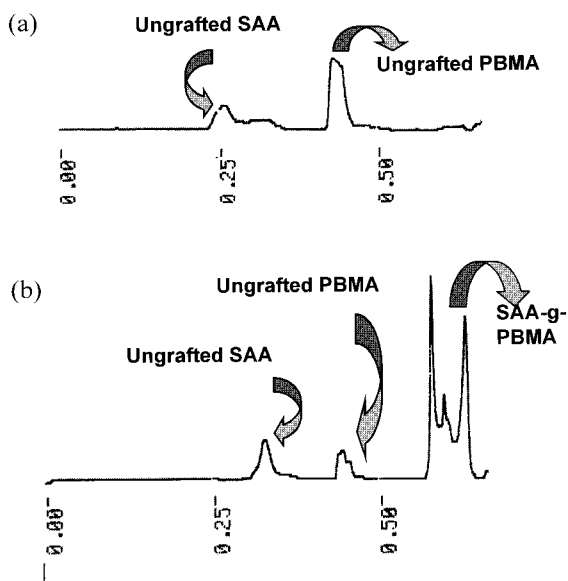 (a)
Ungrafted SAA
Ungrafted PBMA
0.00
0.25
0.50
(b)
Ungrafted PBMA
SAA-g-
PBMA
Ungrafted SAA
0.00
0.25
0.50